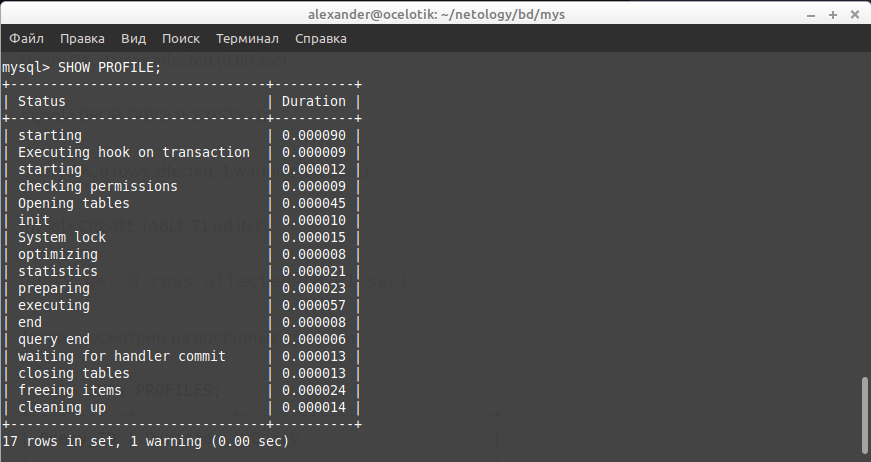 alexander@ocelotik: ~/netology/bd/mys
Файл Правка Вид Поиск Терминал Справка
mysql> SHOW PROFILE;
+--------------------------------+----------+
| Status                         | Duration |
+--------------------------------+----------+
| starting                       | 0.000090 |
| Executing hook on transaction  | 0.000009 |
| starting                       | 0.000012 |
| checking permissions           | 0.000009 |
| Opening tables                 | 0.000045 |
| init                           | 0.000010 |
| System lock                    | 0.000015 |
| optimizing                     | 0.000008 |
| statistics                     | 0.000021 |
| preparing                      | 0.000023 |
| executing                      | 0.000057 |
| end                            | 0.000008 |
| query end                      | 0.000006 |
| waiting for handler commit     | 0.000013 |
| closing tables                 | 0.000013 |
| freeing items                  | 0.000024 |
| cleaning up                    | 0.000014 |
+--------------------------------+----------+
17 rows in set, 1 warning (0.00 sec)